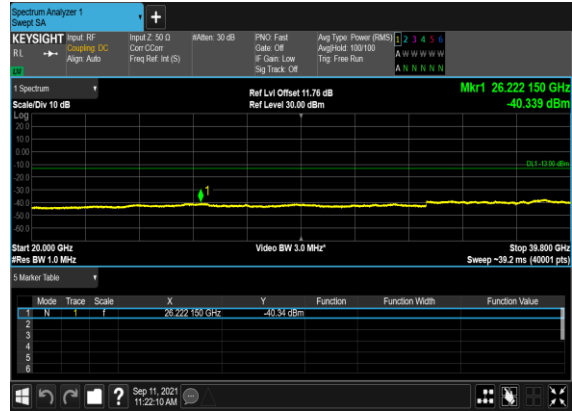 Spectrum Analyzer 1
Swept SA
+
KEYSIGHT Input: RF Input Z: 50 Ω #Atten: 30 dB PNO: Fast Avg Type: Power (RMS) 1 2 3 4 5 6
RL Coupling: DC Corr CCorr Gate: Off Avg|Hold: 100/100 A W W W W W
Align: Auto Freq Ref: Int (S) IF Gain: Low Trig: Free Run
LXI Sig Track: Off A N N N N N
1 Spectrum Ref Lvl Offset 11.76 dB Mkr1 26.222 150 GHz
Scale/Div 10 dB Ref Level 30.00 dBm -40.339 dBm
Log
20.0
10.0
0.00
-10.0 DL1 -13.00 dBm
-20.0
-30.0 1
-40.0
-50.0
-60.0
Start 20.000 GHz Video BW 3.0 MHz* Stop 39.800 GHz
#Res BW 1.0 MHz Sweep ~39.2 ms (40001 pts)
5 Marker Table
Mode Trace Scale X Y Function Function Width Function Value
1 N 1 f 26.222 150 GHz -40.34 dBm
2
3
4
5
6
? Sep 11, 2021
11:22:10 AM